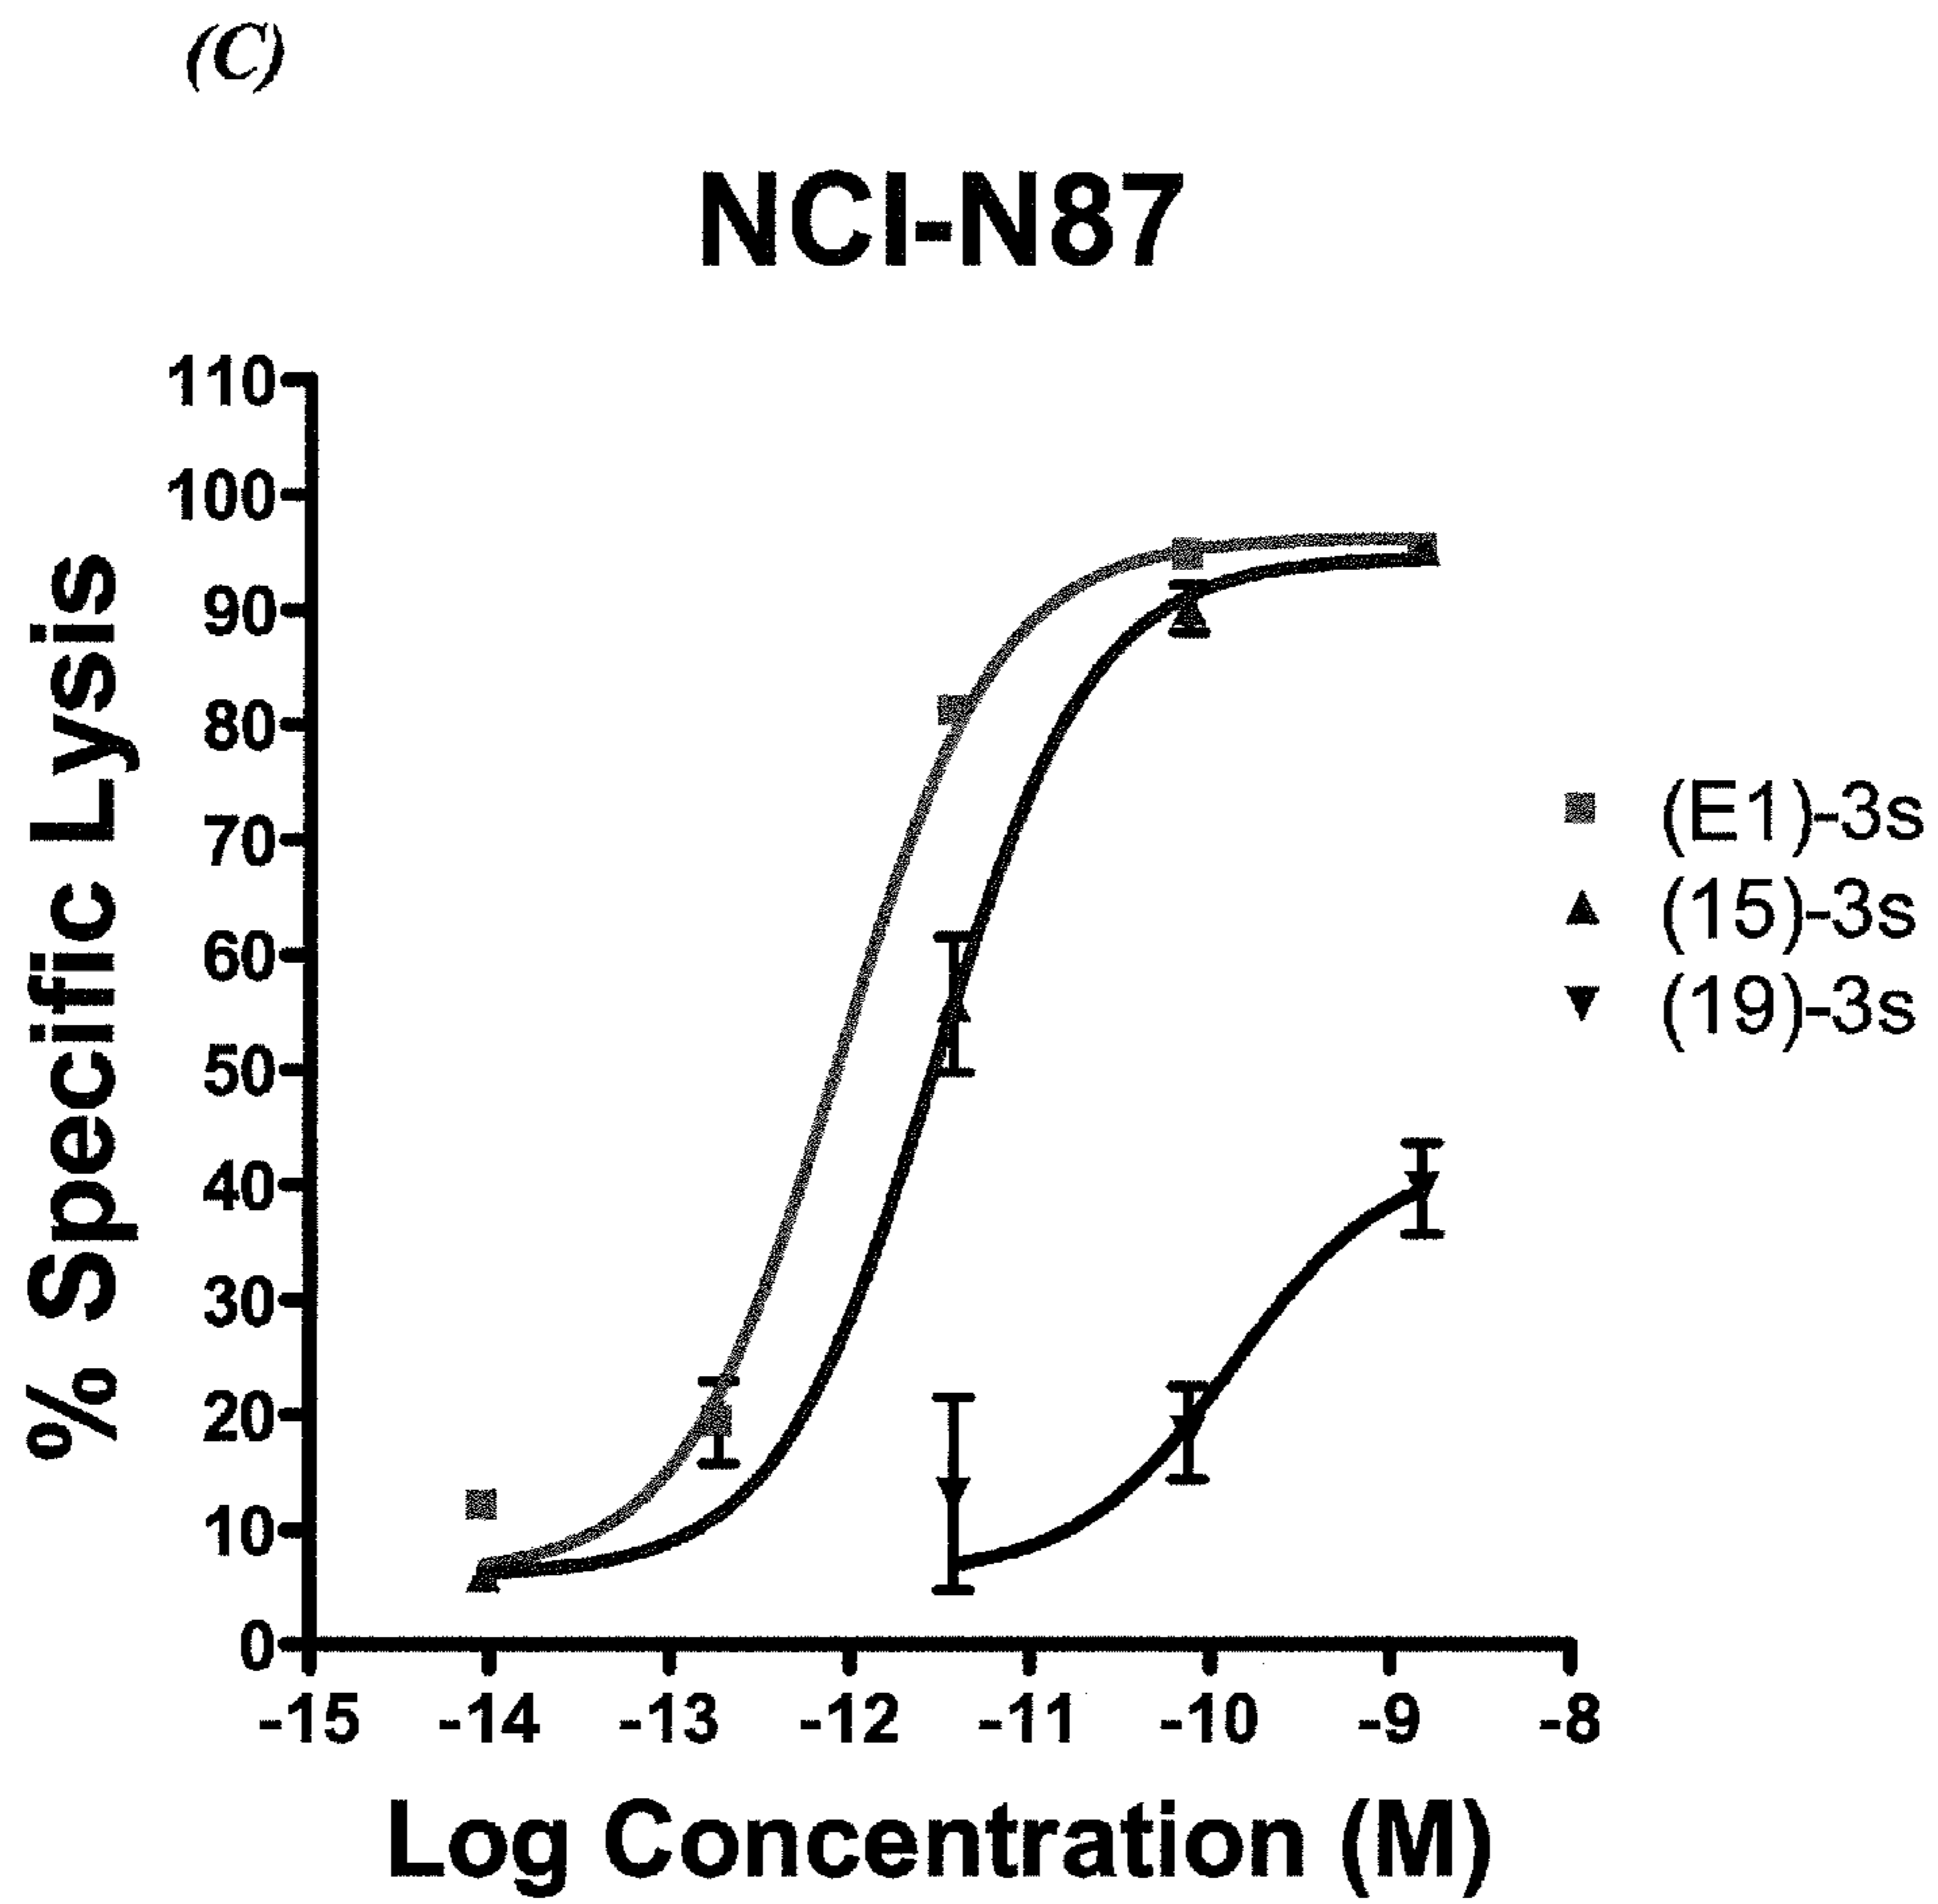 (C)
NCI-N87
110
100
90
80
70
60
50
40
30
20
10
0
% Specific Lysis
-15 -14 -13 -12 -11 -10 -9 -8
Log Concentration (M)
(E1)-3s
(15)-3s
(19)-3s